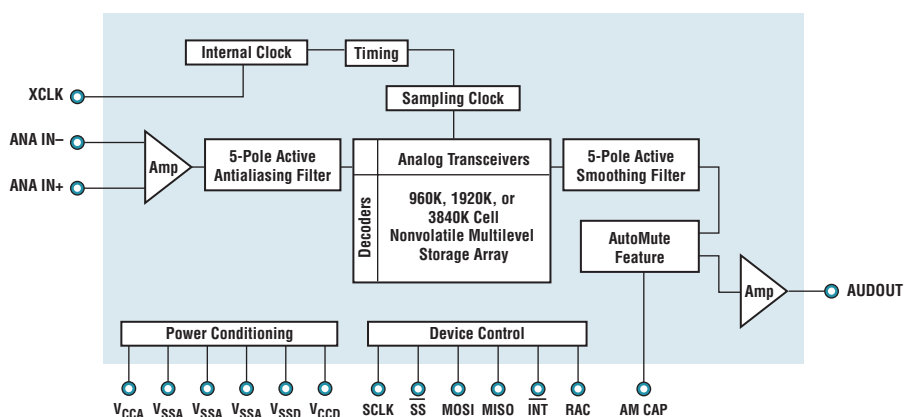 Internal Clock
Timing
XCLK
Sampling Clock
ANA IN–
ANA IN+
Amp
5-Pole Active
Antialiasing Filter
Decoders
Analog Transceivers
960K, 1920K, or
3840K Cell
Nonvolatile Multilevel
Storage Array
5-Pole Active
Smoothing Filter
AutoMute
Feature
Amp
AUDOUT
Power Conditioning
Device Control
VCCA VSSA VSSA VSSA VSSD VCCD SCLK S̅S̅ MOSI MISO I̅N̅T̅ RAC AM CAP